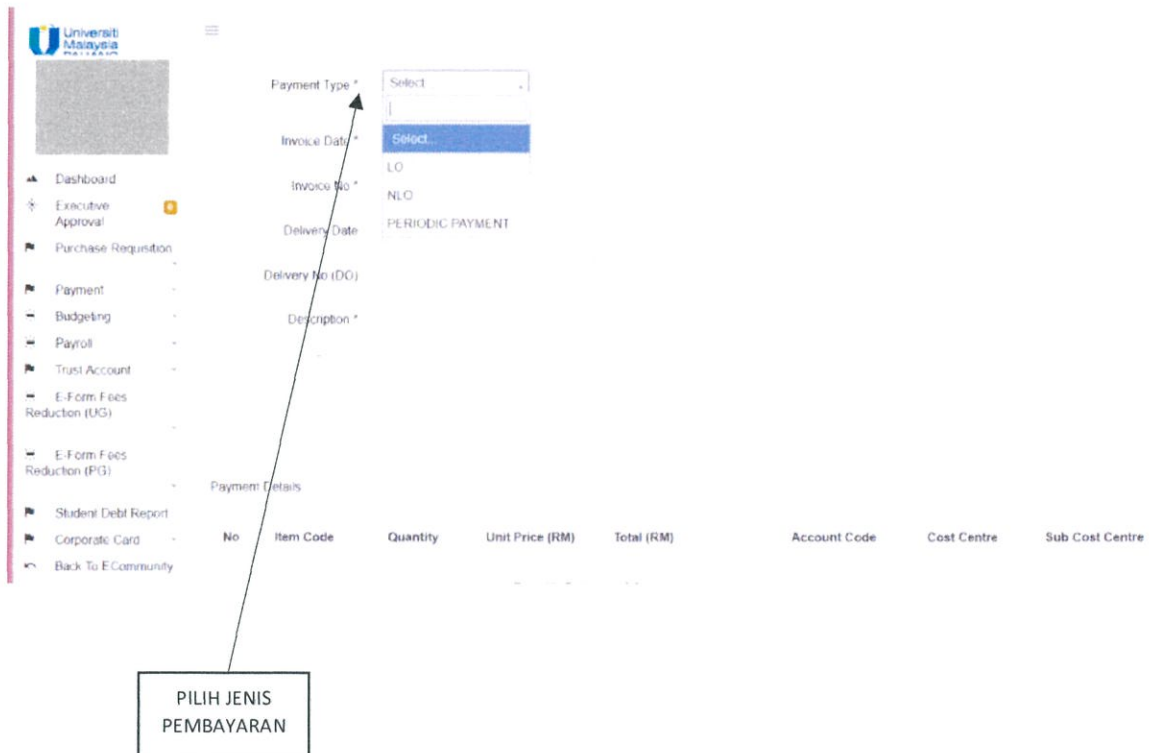 Universiti
Malaysia
PAHANG
Payment Type *
Select
Invoice Date *
Select...
LO
Invoice No *
NLO
Delivery Date
PERIODIC PAYMENT
Delivery No (DO)
Description *
Dashboard
Executive
Approval
Purchase Requisition
Payment
Budgeting
Payroll
Trust Account
E-Form Fees
Reduction (UG)
E-Form Fees
Reduction (PG)
Student Debt Report
Corporate Card
Back To ECommunity
Payment Details
No Item Code Quantity Unit Price (RM) Total (RM) Account Code Cost Centre Sub Cost Centre
PILIH JENIS
PEMBAYARAN